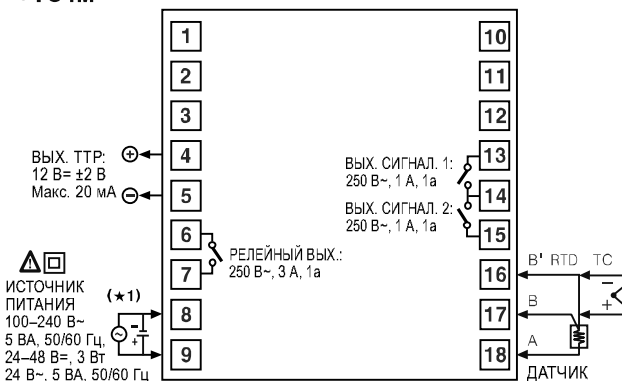 1
10
2
11
3
12
ВЫХ. ТТР:
12 В= ±2 В
Макс. 20 мА
+
−
4
5
ВЫХ. СИГНАЛ. 1:
250 В~, 1 А, 1a
13
14
ВЫХ. СИГНАЛ. 2:
250 В~, 1 А, 1a
15
6
РЕЛЕЙНЫЙ ВЫХ.:
250 В~, 3 А, 1a
7
B' RTD TC
16
−
+
B
17
A
18
ДАТЧИК
ИСТОЧНИК
ПИТАНИЯ
100–240 В~
5 ВА, 50/60 Гц,
24–48 В=, 3 Вт
24 В~, 5 ВА, 50/60 Гц
(★1)
−
+
8
9